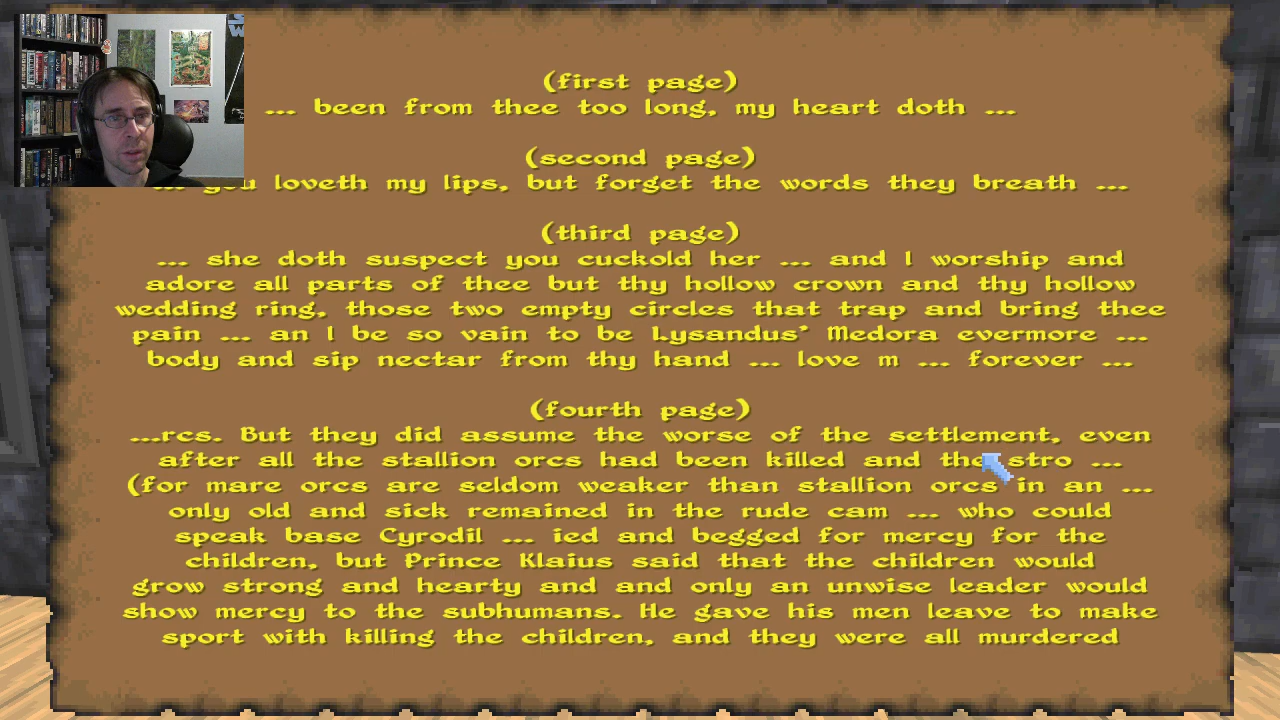 (first page)
... been from thee too long, my heart doth ...
(second page)
... you loveth my lips, but forget the words they breath ...
(third page)
... she doth suspect you cuckold her ... and I worship and
adore all parts of thee but thy hollow crown and thy hollow
wedding ring, those two empty circles that trap and bring thee
pain ... an I be so vain to be Lysandus' Medora evermore ...
body and sip nectar from thy hand ... love m ... forever ...
(fourth page)
...rcs. But they did assume the worse of the settlement, even
after all the stallion orcs had been killed and the stro ...
(for mare orcs are seldom weaker than stallion orcs in an ...
only old and sick remained in the rude cam ... who could
speak base Cyrodil ... ied and begged for mercy for the
children, but Prince Klaius said that the children would
grow strong and hearty and and only an unwise leader would
show mercy to the subhumans. He gave his men leave to make
sport with killing the children, and they were all murdered